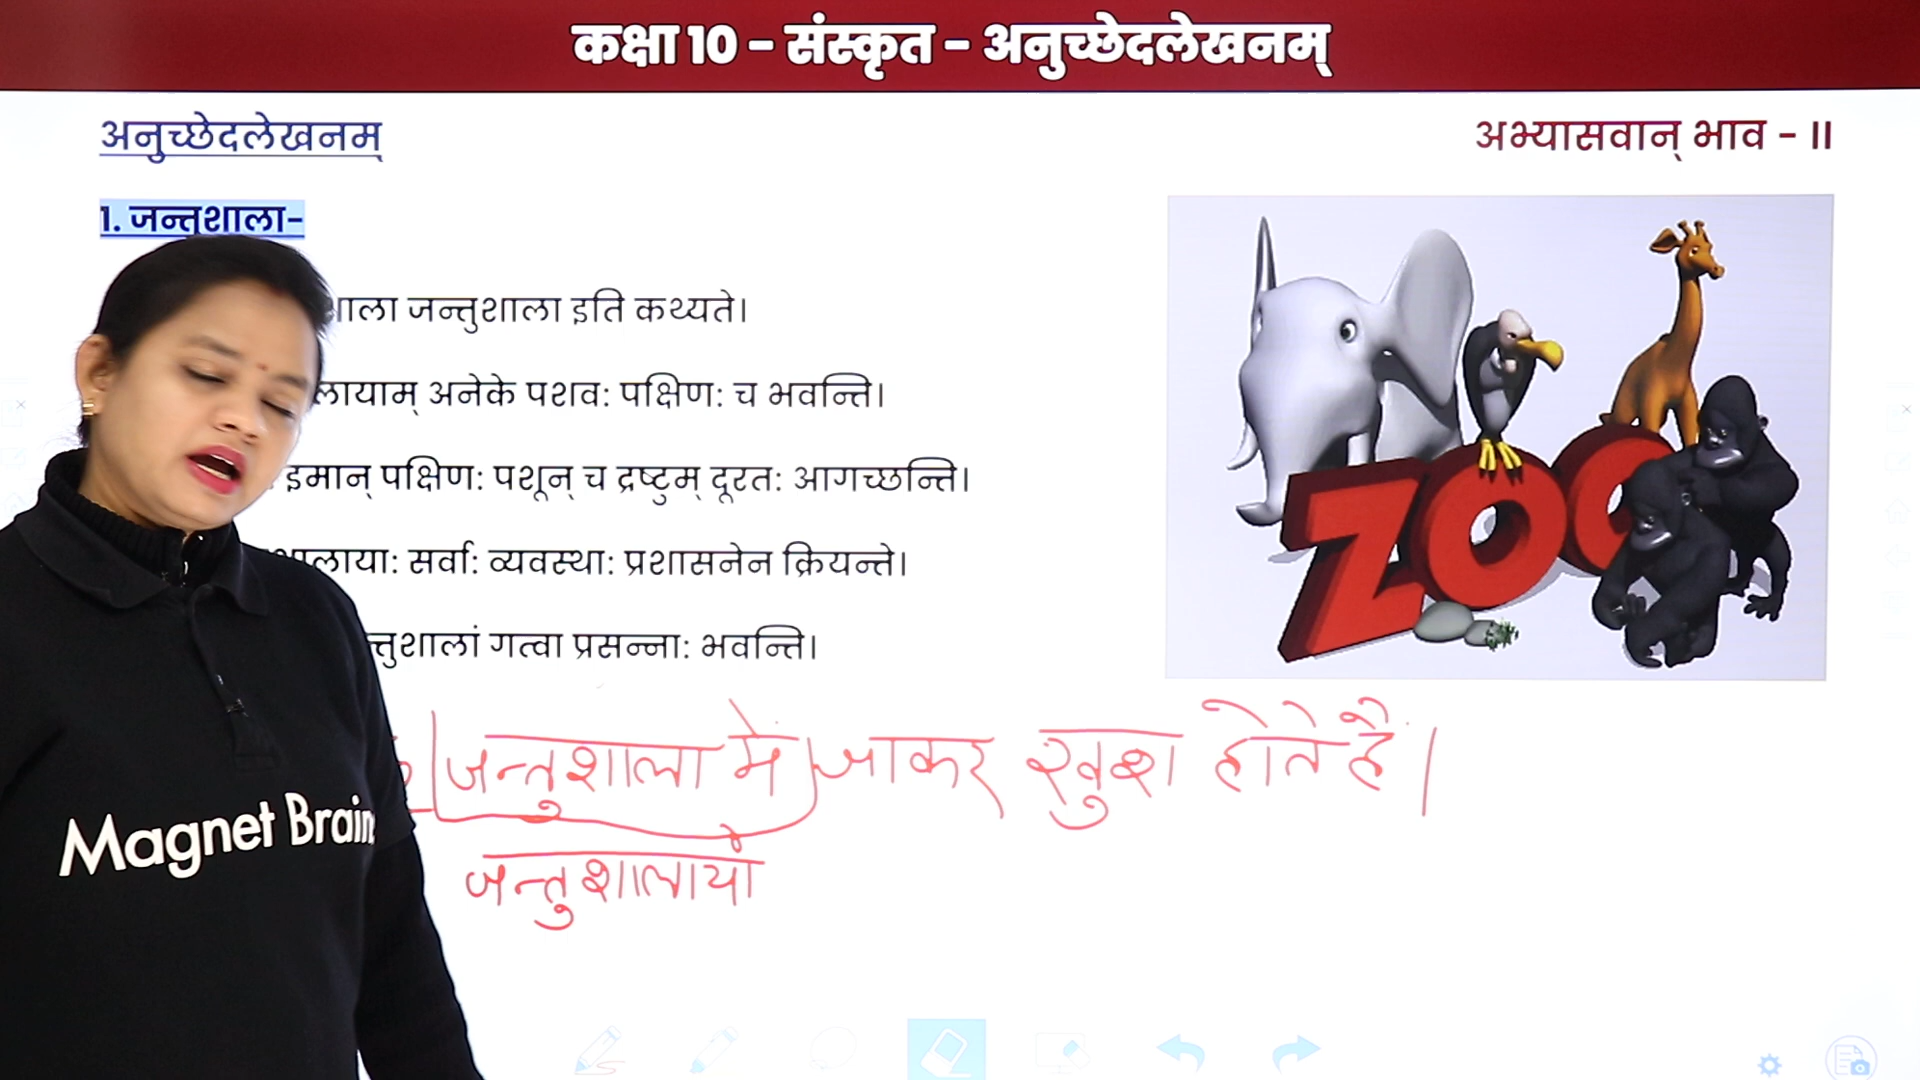 कक्षा 10 - संस्कृत - अनुच्छेदलेखनम्
अनुच्छेदलेखनम्
अभ्यासवान् भाव - II
1. जन्तुशाला-
शाला जन्तुशाला इति कथ्यते।
लायाम् अनेके पशवः पक्षिणः च भवन्ति।
इमान् पक्षिणः पशून् च द्रष्टुम् दूरतः आगच्छन्ति।
शालायाः सर्वाः व्यवस्थाः प्रशासनेन क्रियन्ते।
न्तुशालां गत्वा प्रसन्नाः भवन्ति।
ZOO
जन्तुशाला में जाकर खुश होते है।
जन्तुशालायां
Magnet Brain